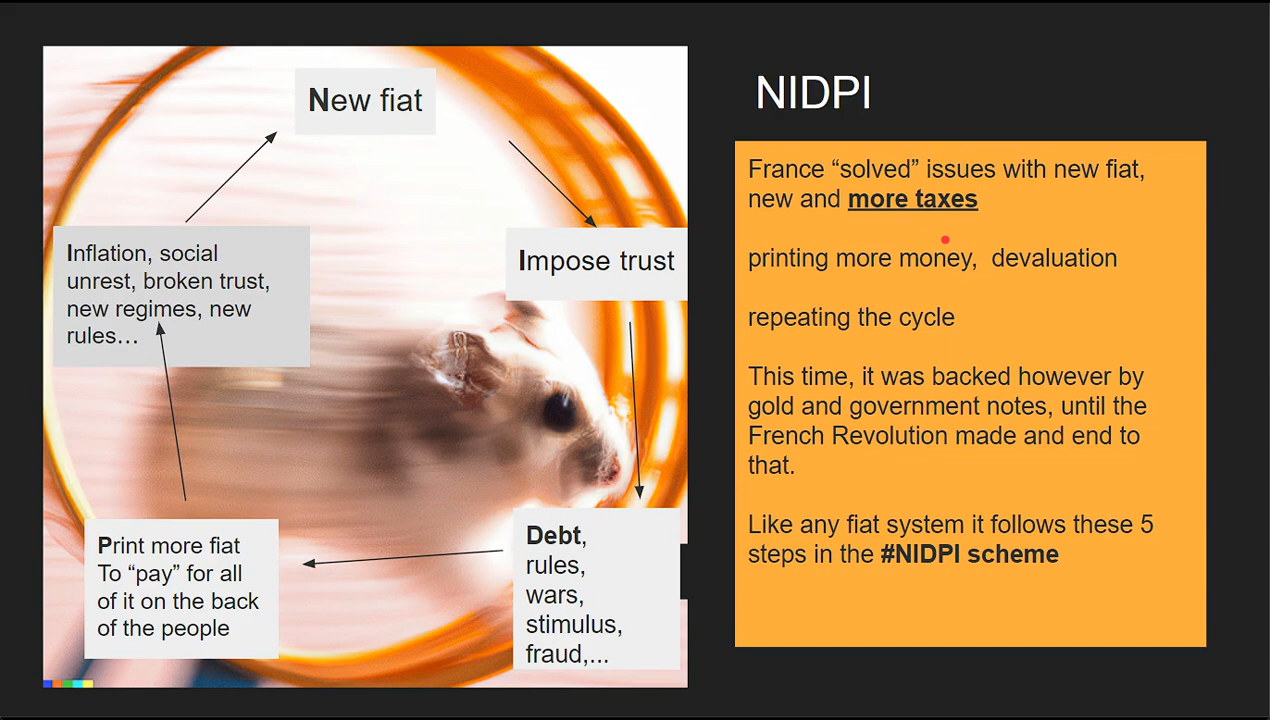 NIDPI
New fiat
Impose trust
Debt,
rules,
wars,
stimulus,
fraud,...
Print more fiat
To “pay” for all
of it on the back
of the people
Inflation, social
unrest, broken trust,
new regimes, new
rules…
France “solved” issues with new fiat,
new and more taxes
printing more money,  devaluation
repeating the cycle
This time, it was backed however by
gold and government notes, until the
French Revolution made and end to
that.
Like any fiat system it follows these 5
steps in the #NIDPI scheme